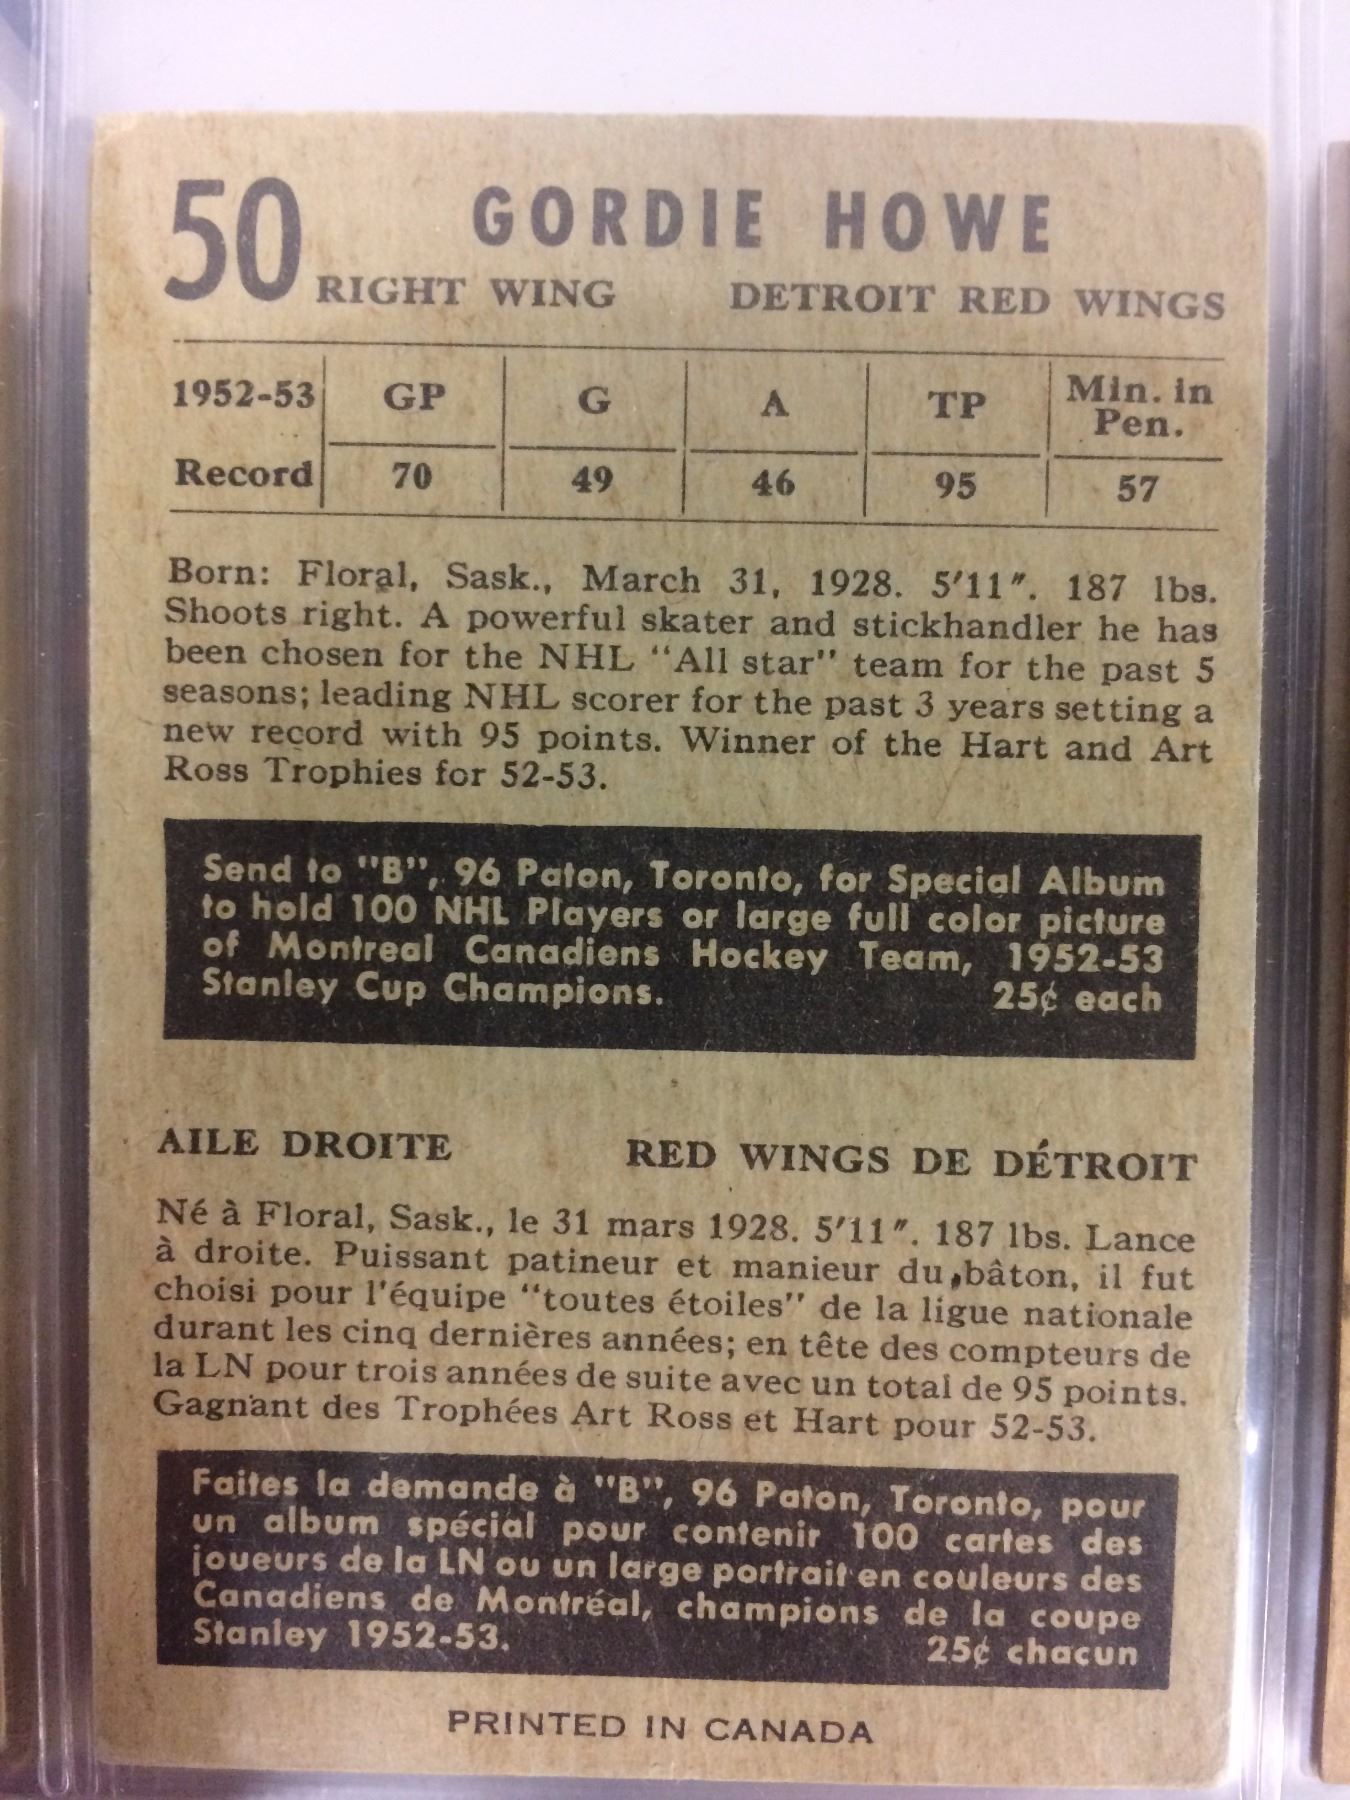 50 GORDIE HOWE
RIGHT WING DETROIT RED WINGS
1952-53 GP G A TP Min. in Pen.
Record 70 49 46 95 57
Born: Floral, Sask., March 31, 1928. 5'11". 187 lbs.
Shoots right. A powerful skater and stickhandler he has
been chosen for the NHL "All star" team for the past 5
seasons; leading NHL scorer for the past 3 years setting a
new record with 95 points. Winner of the Hart and Art
Ross Trophies for 52-53.
Send to "B", 96 Paton, Toronto, for Special Album
to hold 100 NHL Players or large full color picture
of Montreal Canadiens Hockey Team, 1952-53
Stanley Cup Champions. 25¢ each
AILE DROITE RED WINGS DE DÉTROIT
Né à Floral, Sask., le 31 mars 1928. 5'11". 187 lbs. Lance
à droite. Puissant patineur et manieur du bâton, il fut
choisi pour l'équipe "toutes étoiles" de la ligue nationale
durant les cinq dernières années; en tête des compteurs de
la LN pour trois années de suite avec un total de 95 points.
Gagnant des Trophées Art Ross et Hart pour 52-53.
Faites la demande à "B", 96 Paton, Toronto, pour
un album spécial pour contenir 100 cartes des
joueurs de la LN ou un large portrait en couleurs des
Canadiens de Montréal, champions de la coupe
Stanley 1952-53. 25¢ chacun
PRINTED IN CANADA